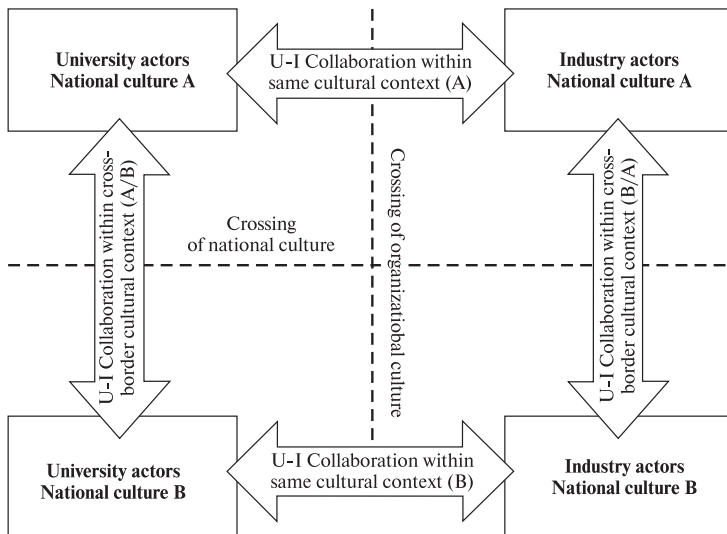 University actors
National culture A
U-I Collaboration within
same cultural context (A)
Industry actors
National culture A
U-I Collaboration within cross-
border cultural context (A/B)
Crossing
of national culture
Crossing of organizatiobal culture
U-I Collaboration within cross-
border cultural context (B/A)
University actors
National culture B
U-I Collaboration within
same cultural context (B)
Industry actors
National culture B